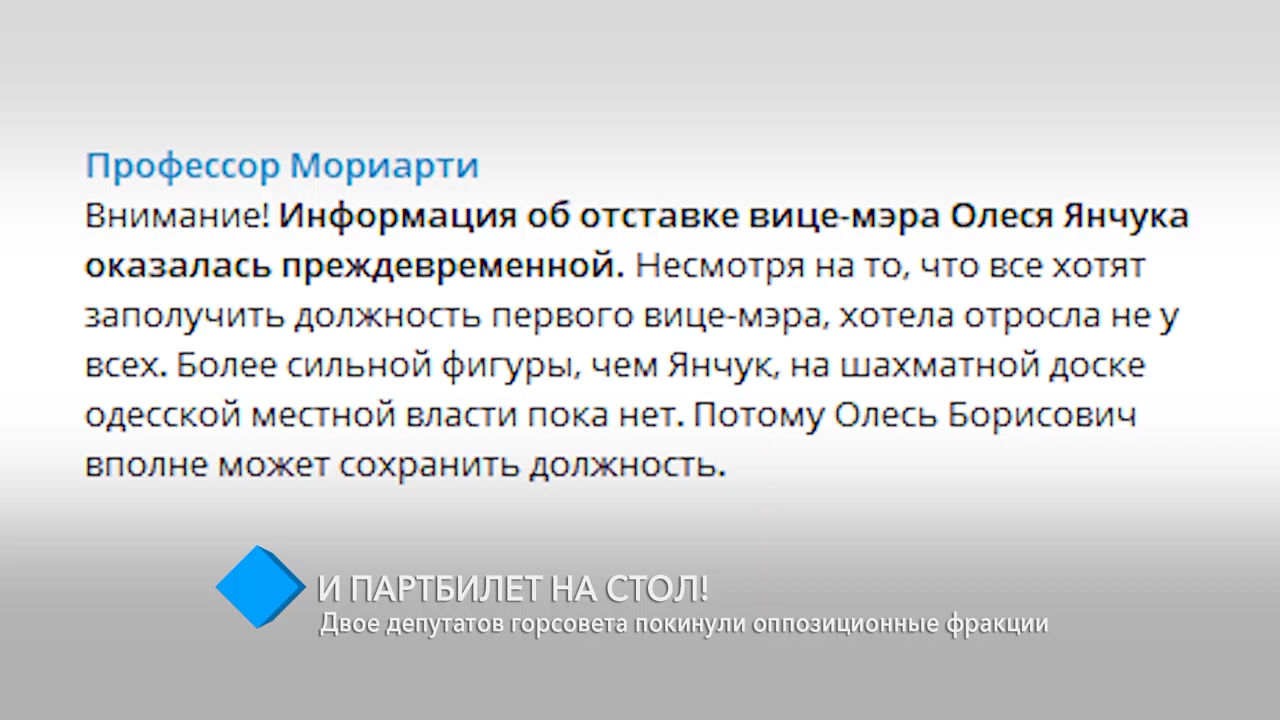 Профессор Мориарти
Внимание! Информация об отставке вице-мэра Олеся Янчука
оказалась преждевременной. Несмотря на то, что все хотят
заполучить должность первого вице-мэра, хотела отросла не у
всех. Более сильной фигуры, чем Янчук, на шахматной доске
одесской местной власти пока нет. Потому Олесь Борисович
вполне может сохранить должность.
И ПАРТБИЛЕТ НА СТОЛ!
Двое депутатов горсовета покинули оппозиционные фракции